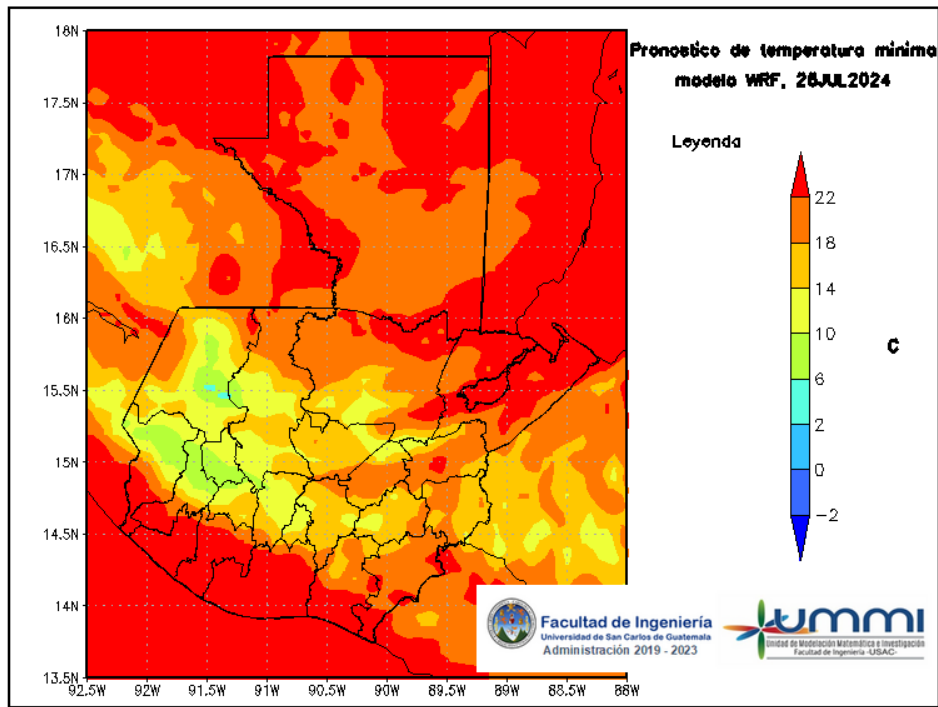 Pronostico de temperatura minima
modelo WRF, 28JUL2024
Leyenda
22
18
14
10
6
2
0
−2
C
18N
17.5N
17N
16.5N
16N
15.5N
15N
14.5N
14N
13.5N
92.5W
92W
91.5W
91W
90.5W
90W
89.5W
89W
88.5W
88W
Facultad de Ingeniería
Universidad de San Carlos de Guatemala
Administración 2019 - 2023
ummi
Unidad de Modelación Matemática e Investigación
Facultad de Ingeniería -USAC-